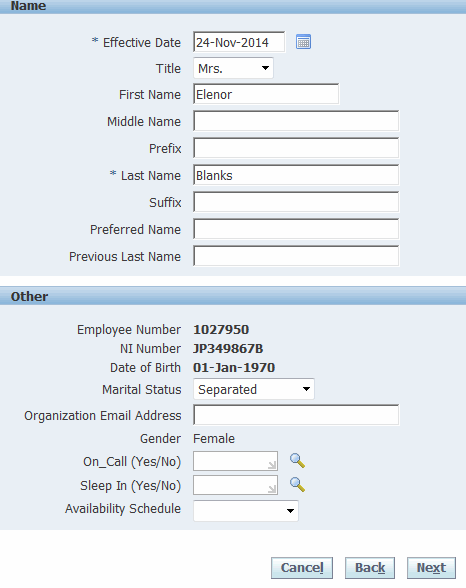 Name
* Effective Date 24-Nov-2014
Title Mrs.
First Name Elenor
Middle Name
Prefix
* Last Name Blanks
Suffix
Preferred Name
Previous Last Name
Other
Employee Number 1027950
NI Number JP349867B
Date of Birth 01-Jan-1970
Marital Status Separated
Organization Email Address
Gender Female
On_Call (Yes/No)
Sleep In (Yes/No)
Availability Schedule
Cancel Back Next